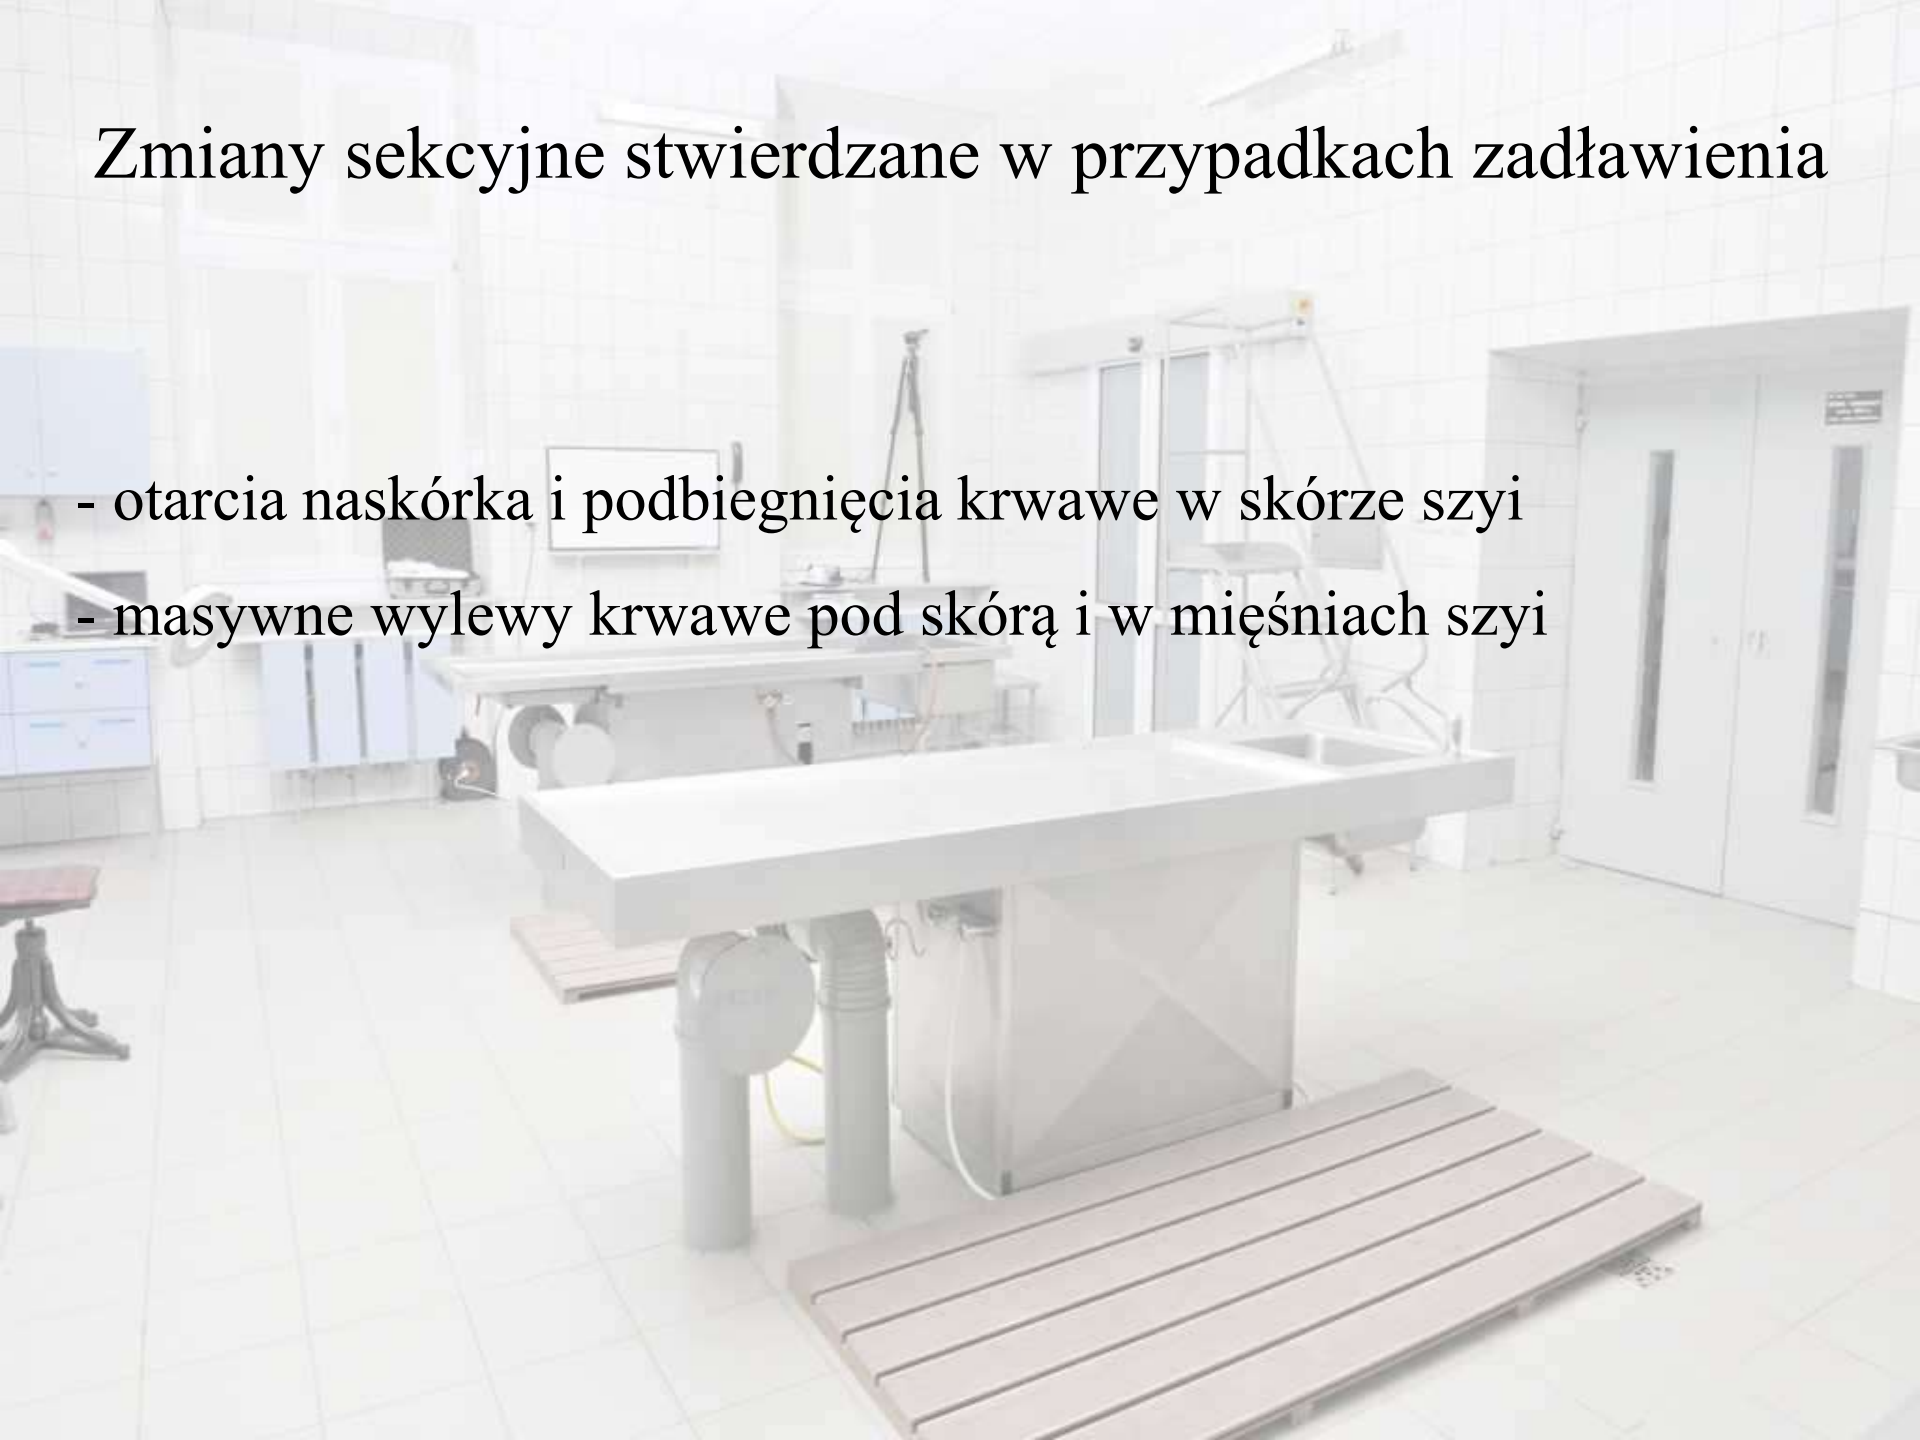 Zmiany sekcyjne stwierdzane w przypadkach zadławienia
- otarcia naskórka i podbiegnięcia krwawe w skórze szyi
- masywne wylewy krwawe pod skórą i w mięśniach szyi